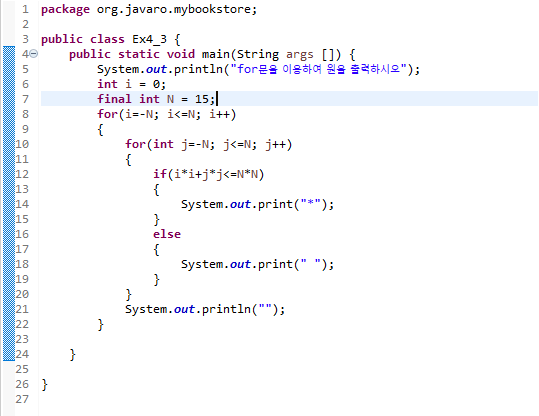 1 package org.javaro.mybookstore;
2
3 public class Ex4_3 {
4 public static void main(String args []) {
5 System.out.println("for문을 이용하여 원을 출력하시오");
6 int i = 0;
7 final int N = 15;
8 for(i=-N; i<=N; i++)
9 {
10 for(int j=-N; j<=N; j++)
11 {
12 if(i*i+j*j<=N*N)
13 {
14 System.out.print("*");
15 }
16 else
17 {
18 System.out.print(" ");
19 }
20 }
21 System.out.println("");
22 }
23
24 }
25
26 }
27